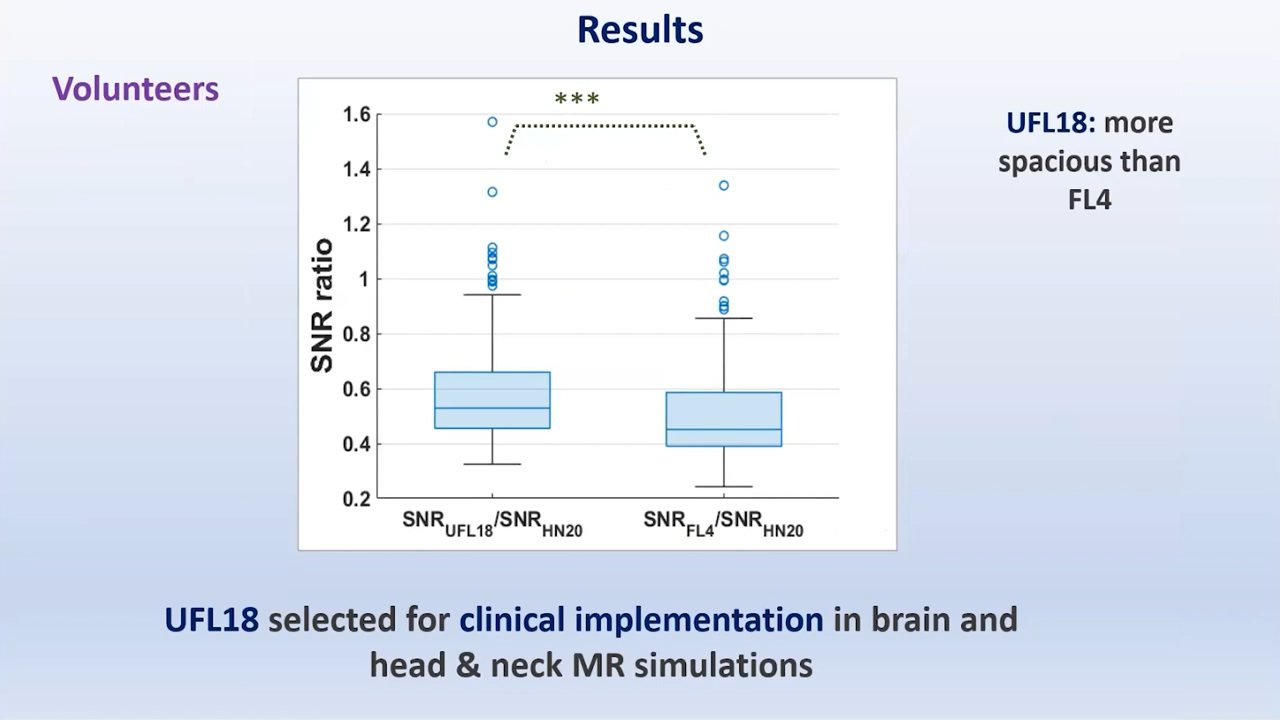 Results
Volunteers
***
1.6
1.4
1.2
1
0.8
0.6
0.4
0.2
SNR ratio
SNR_UFL18/SNR_HN20
SNR_FL4/SNR_HN20
UFL18: more
spacious than
FL4
UFL18 selected for clinical implementation in brain and
head & neck MR simulations